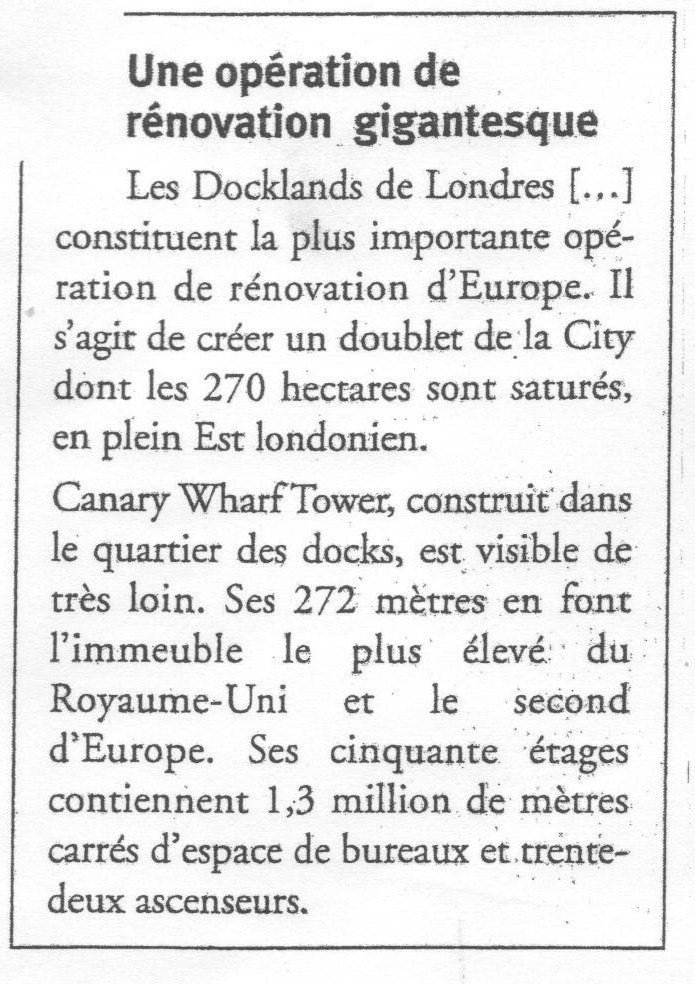 Une opération de
rénovation gigantesque
Les Docklands de Londres [...]
constituent la plus importante opé-
ration de rénovation d'Europe. Il
s'agit de créer un doublet de la City
dont les 270 hectares sont saturés,
en plein Est londonien.
Canary Wharf Tower, construit dans
le quartier des docks, est visible de
très loin. Ses 272 mètres en font
l'immeuble le plus élevé du
Royaume-Uni et le second
d'Europe. Ses cinquante étages
contiennent 1,3 million de mètres
carrés d'espace de bureaux et trente-
deux ascenseurs.